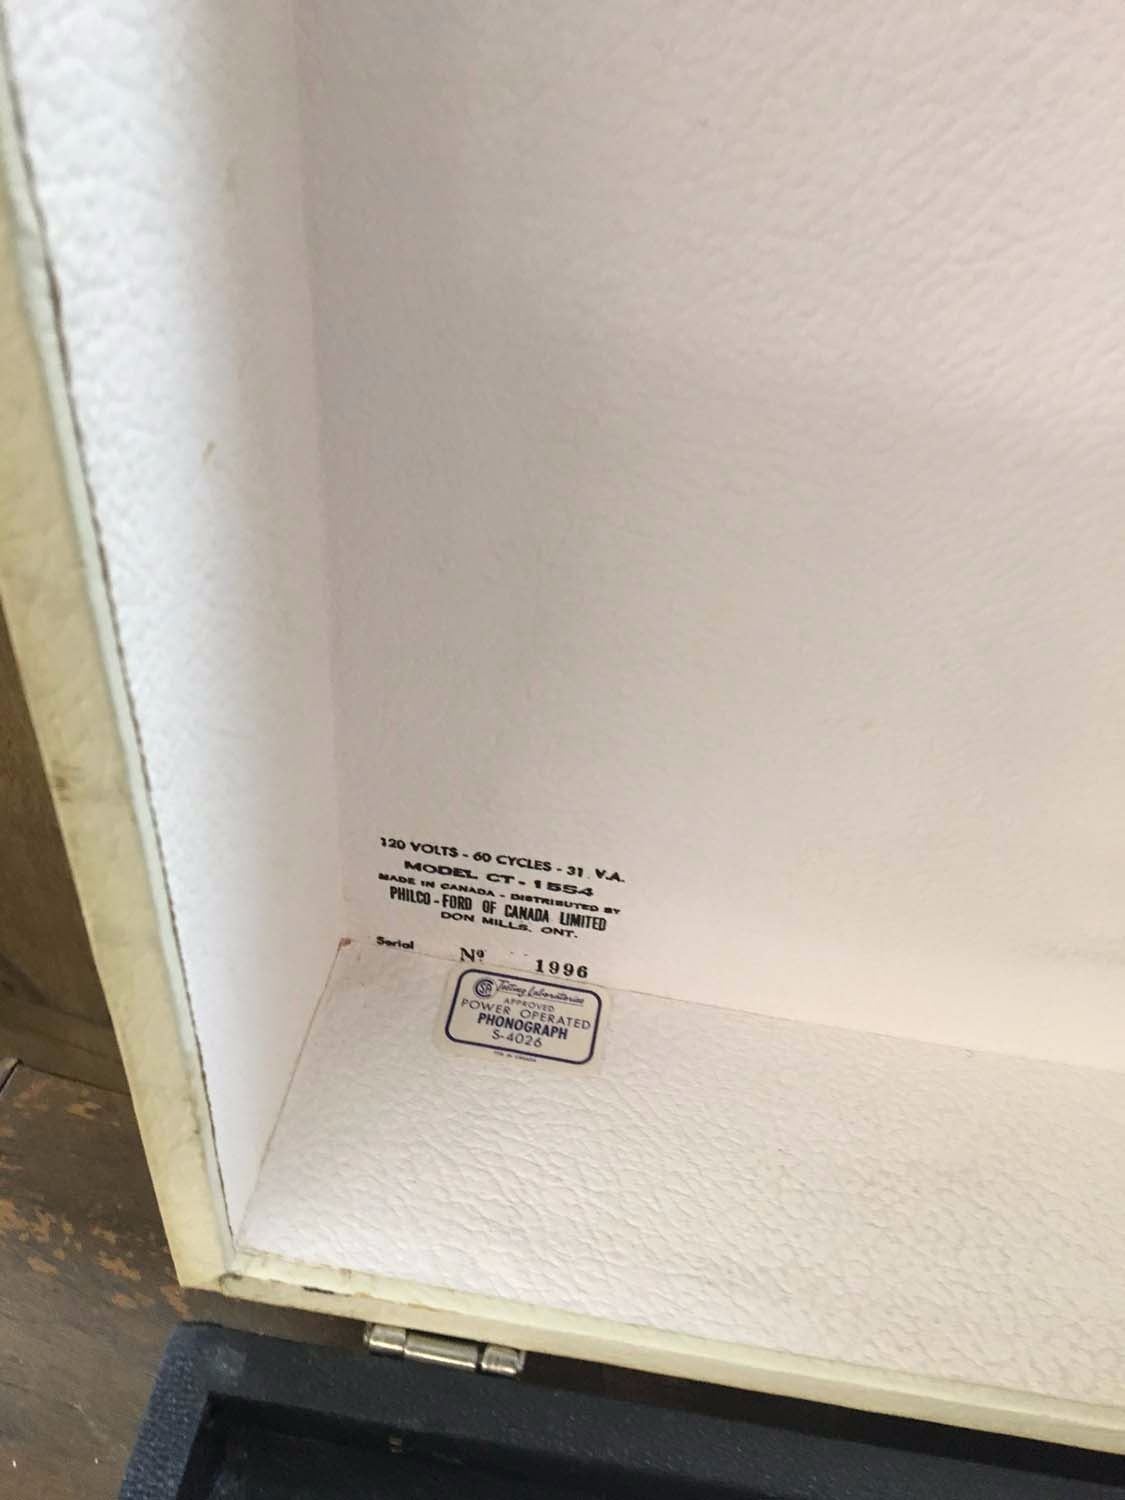 120 VOLTS - 60 CYCLES - 31 V.A.
MODEL CT - 1554
MADE IN CANADA - DISTRIBUTED BY
PHILCO - FORD OF CANADA LIMITED
DON MILLS, ONT.
Serial Nº 1996
SA Testing Laboratories
APPROVED
POWER OPERATED
PHONOGRAPH
S-4026